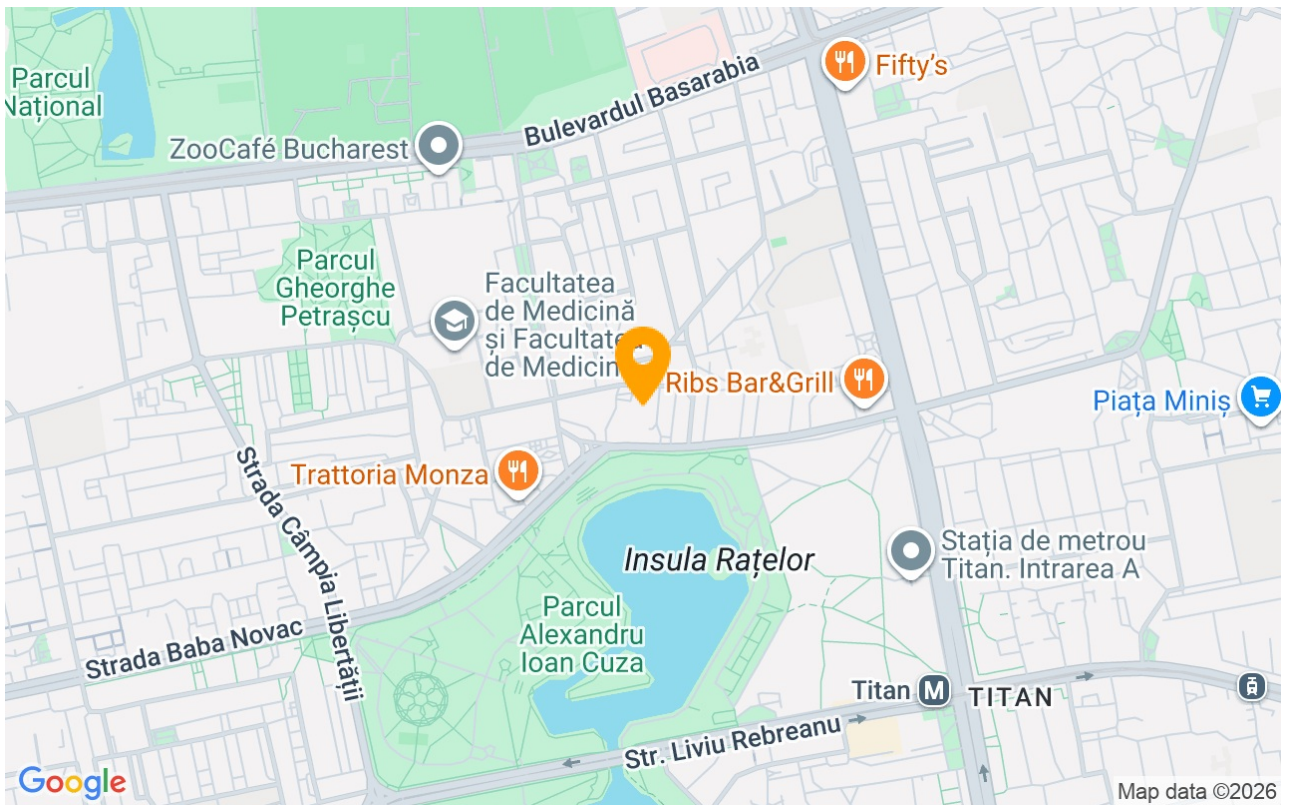 Parcul
Național
Fifty's
Bulevardul Basarabia
ZooCafé Bucharest
Parcul
Gheorghe
Petrașcu
Facultatea
de Medicină
și Facultatea
de Medicin
Ribs Bar&Grill
Piața Miniș
Trattoria Monza
Strada Câmpia Libertății
Insula Rațelor
Stația de metrou
Titan. Intrarea A
Parcul
Alexandru
Ioan Cuza
Strada Baba Novac
Titan M
TITAN
Str. Liviu Rebreanu
Google
Map data ©2026